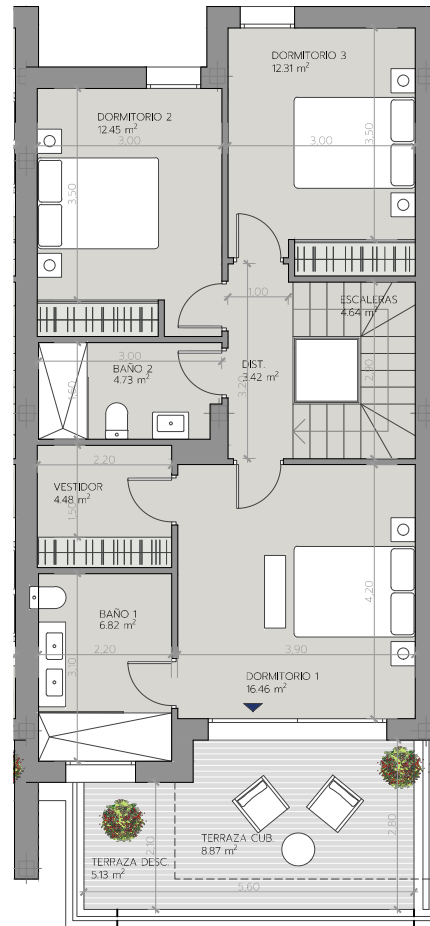 DORMITORIO 3
12.31 m²
3.00
3.50
DORMITORIO 2
12.45 m²
3.00
3.50
1.00
ESCALERAS
4.64 m²
DIST.
3.42 m²
3.20
3.00
BAÑO 2
4.73 m²
2.20
VESTIDOR
4.48 m²
1.50
BAÑO 1
6.82 m²
2.20
3.10
4.20
3.90
DORMITORIO 1
16.46 m²
TERRAZA CUB.
8.87 m²
2.10
TERRAZA DESC.
5.13 m²
2.80
5.60